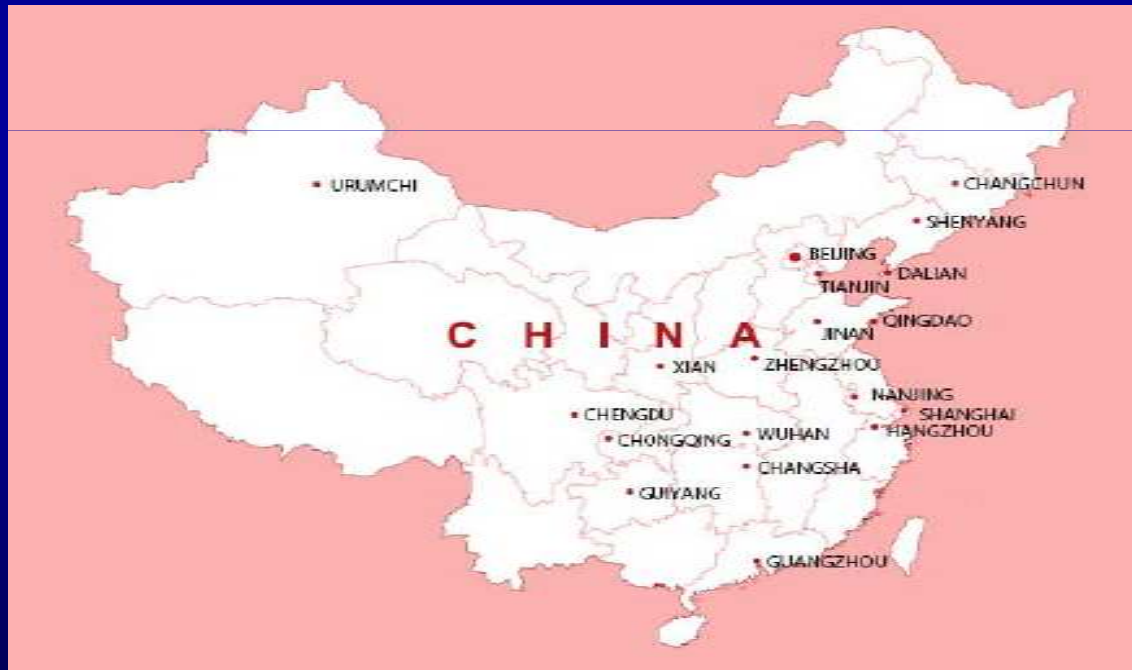 URUMCHI
CHANGCHUN
SHENYANG
BEIJING
DALIAN
TIANJIN
QINGDAO
JINAN
CHINA
XIAN
ZHENGZHOU
NANJING
SHANGHAI
CHENGDU
HANGZHOU
CHONGQING
WUHAN
CHANGSHA
GUIYANG
GUANGZHOU